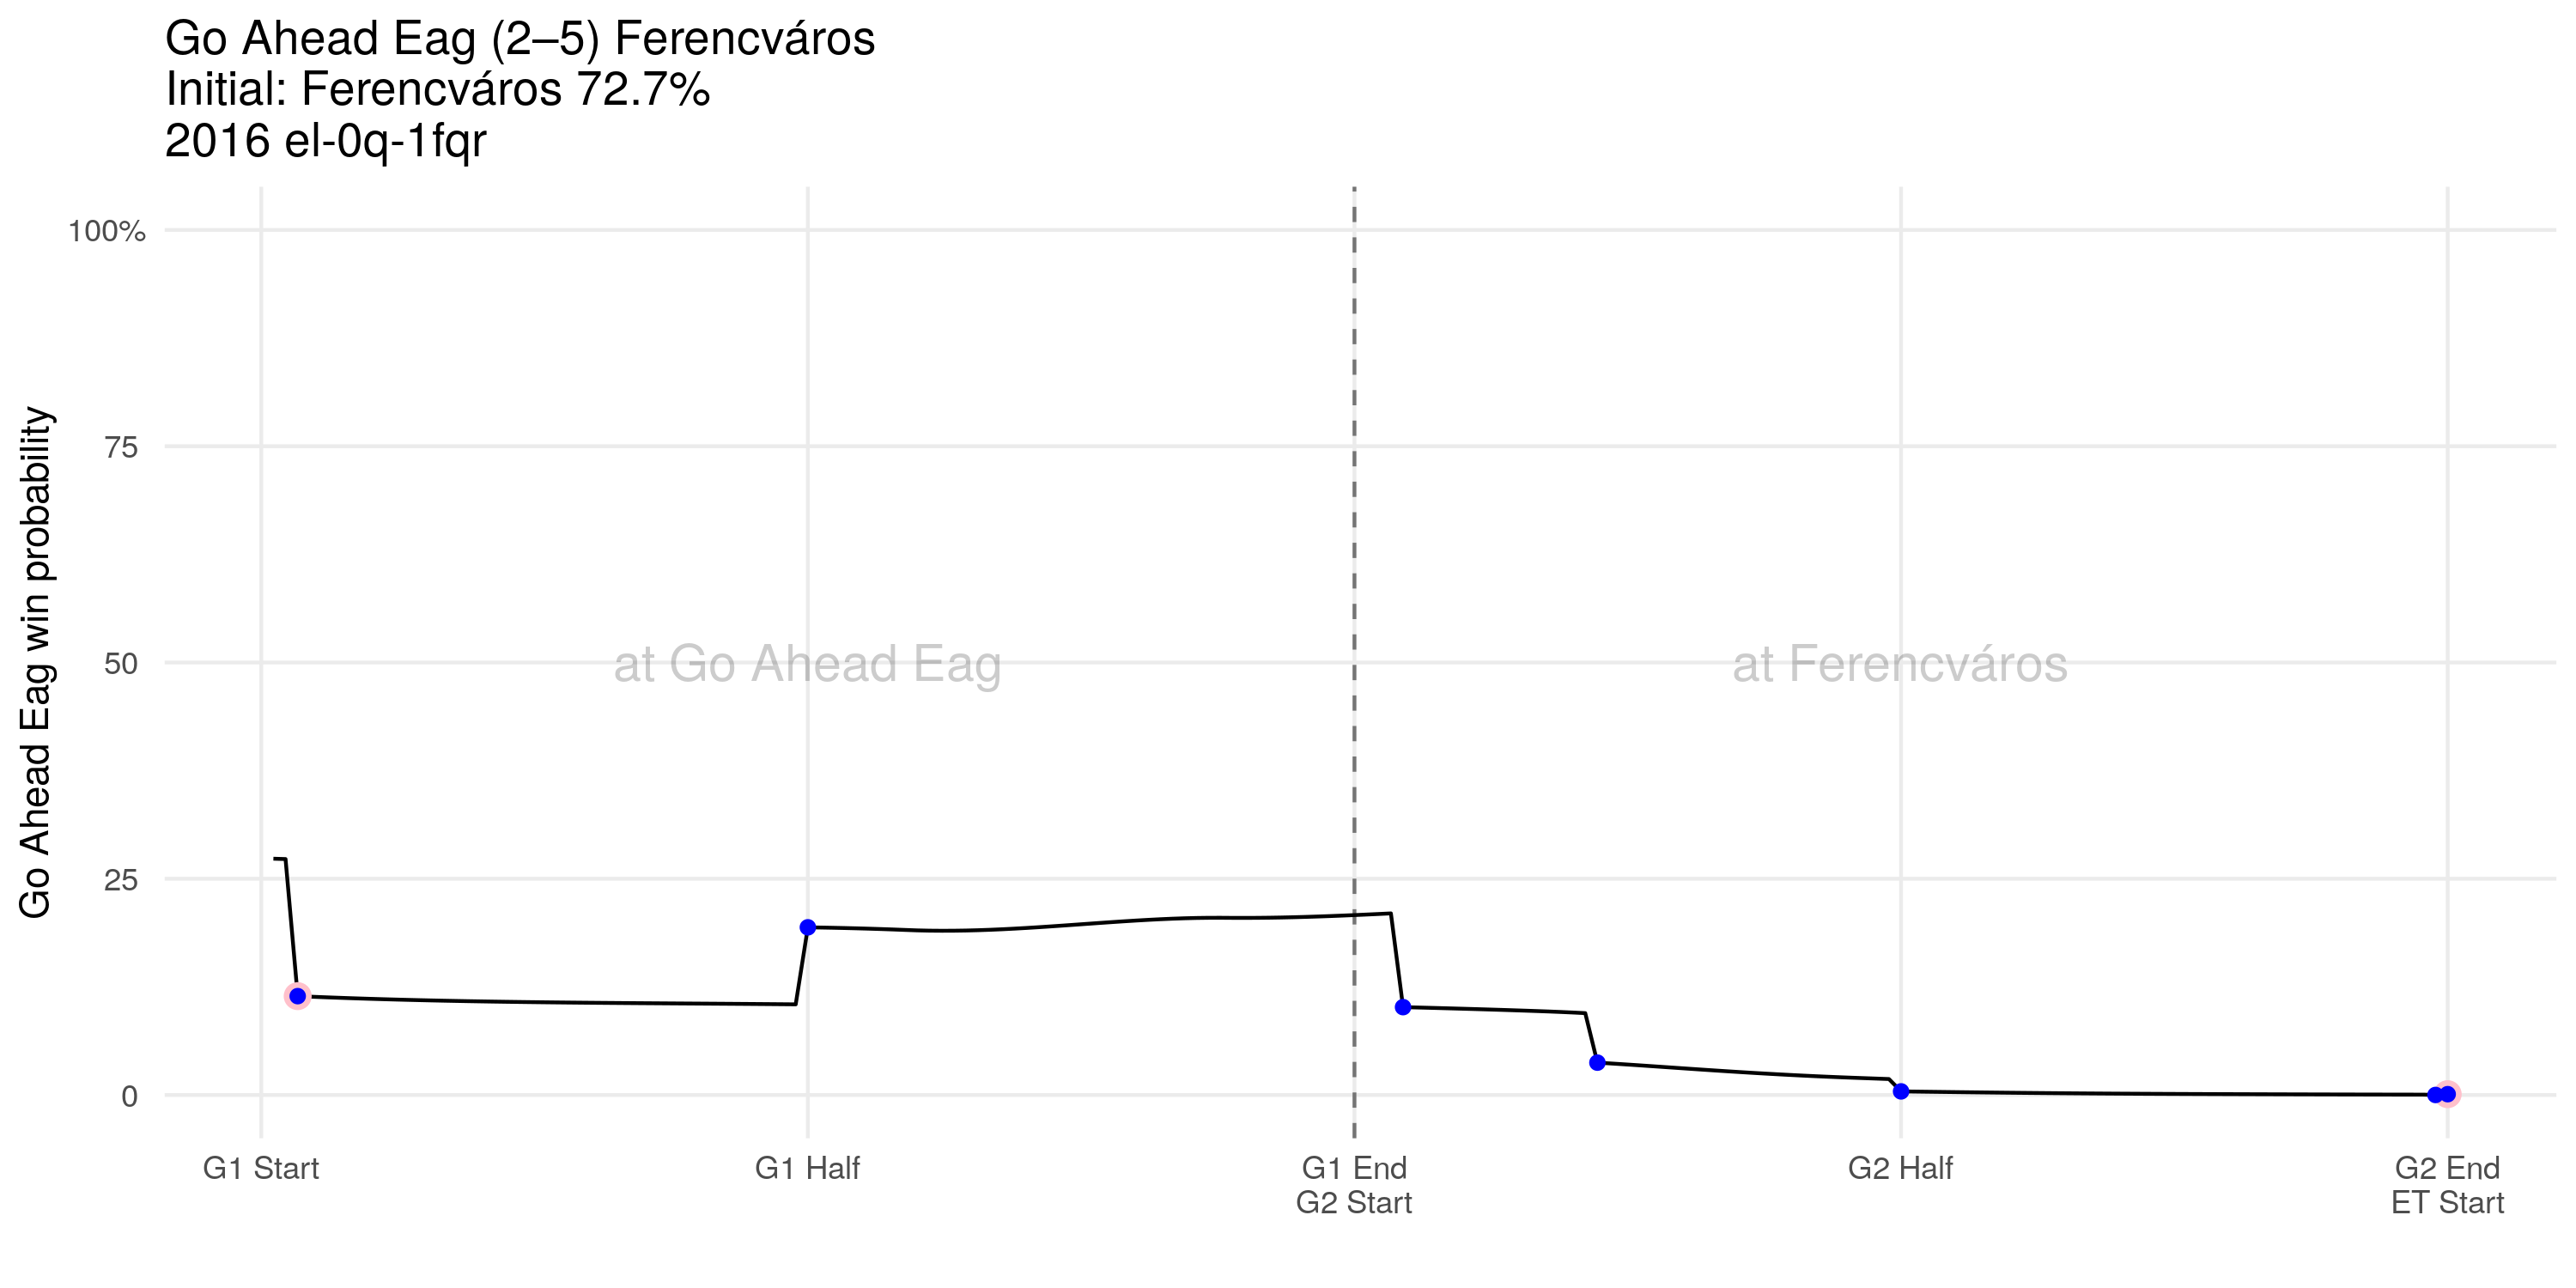 Go Ahead Eag (2–5) Ferencváros
Initial: Ferencváros 72.7%
2016 el-0q-1fqr
Go Ahead Eag win probability
100%
75
50
25
0
at Go Ahead Eag
at Ferencváros
G1 Start
G1 Half
G1 End
G2 Start
G2 Half
G2 End
ET Start